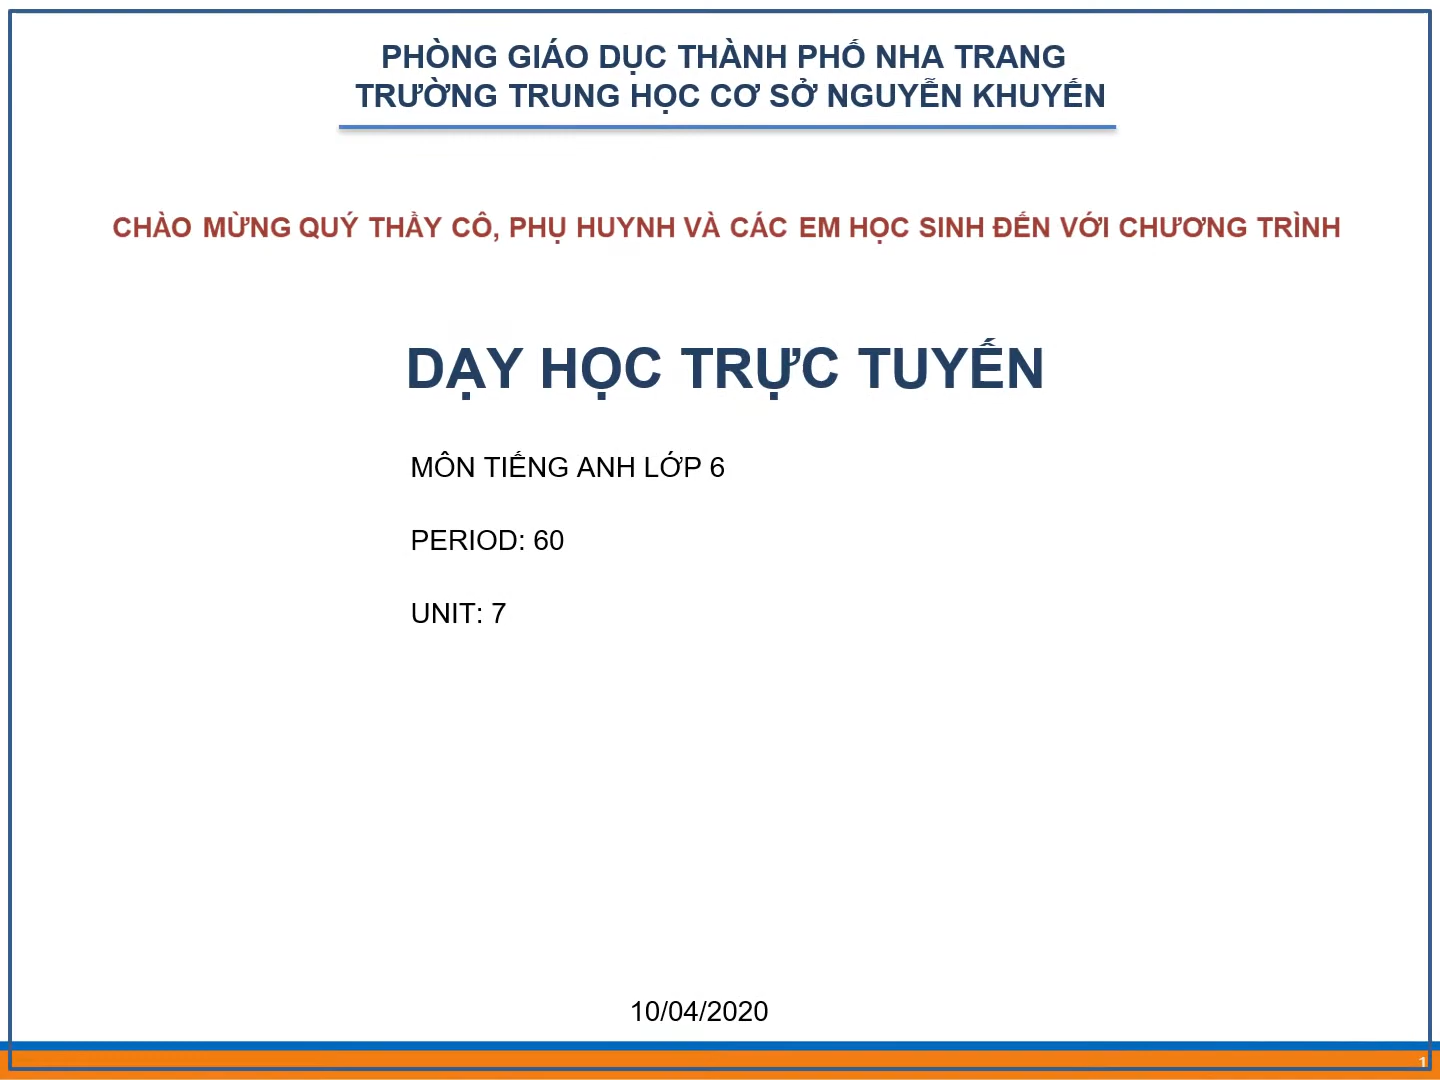 PHÒNG GIÁO DỤC THÀNH PHỐ NHA TRANG
TRƯỜNG TRUNG HỌC CƠ SỞ NGUYỄN KHUYẾN
CHÀO MỪNG QUÝ THẦY CÔ, PHỤ HUYNH VÀ CÁC EM HỌC SINH ĐẾN VỚI CHƯƠNG TRÌNH
DẠY HỌC TRỰC TUYẾN
MÔN TIẾNG ANH LỚP 6
PERIOD: 60
UNIT: 7
10/04/2020
1